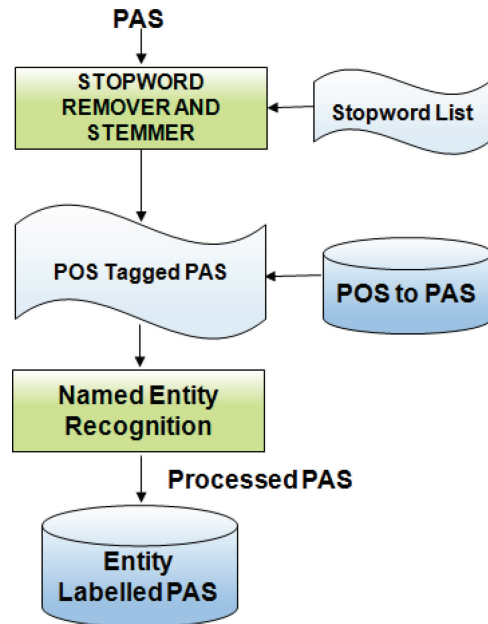 PAS
STOPWORD
REMOVER AND
STEMMER
Stopword List
POS Tagged PAS
POS to PAS
Named Entity
Recognition
Processed PAS
Entity
Labelled PAS